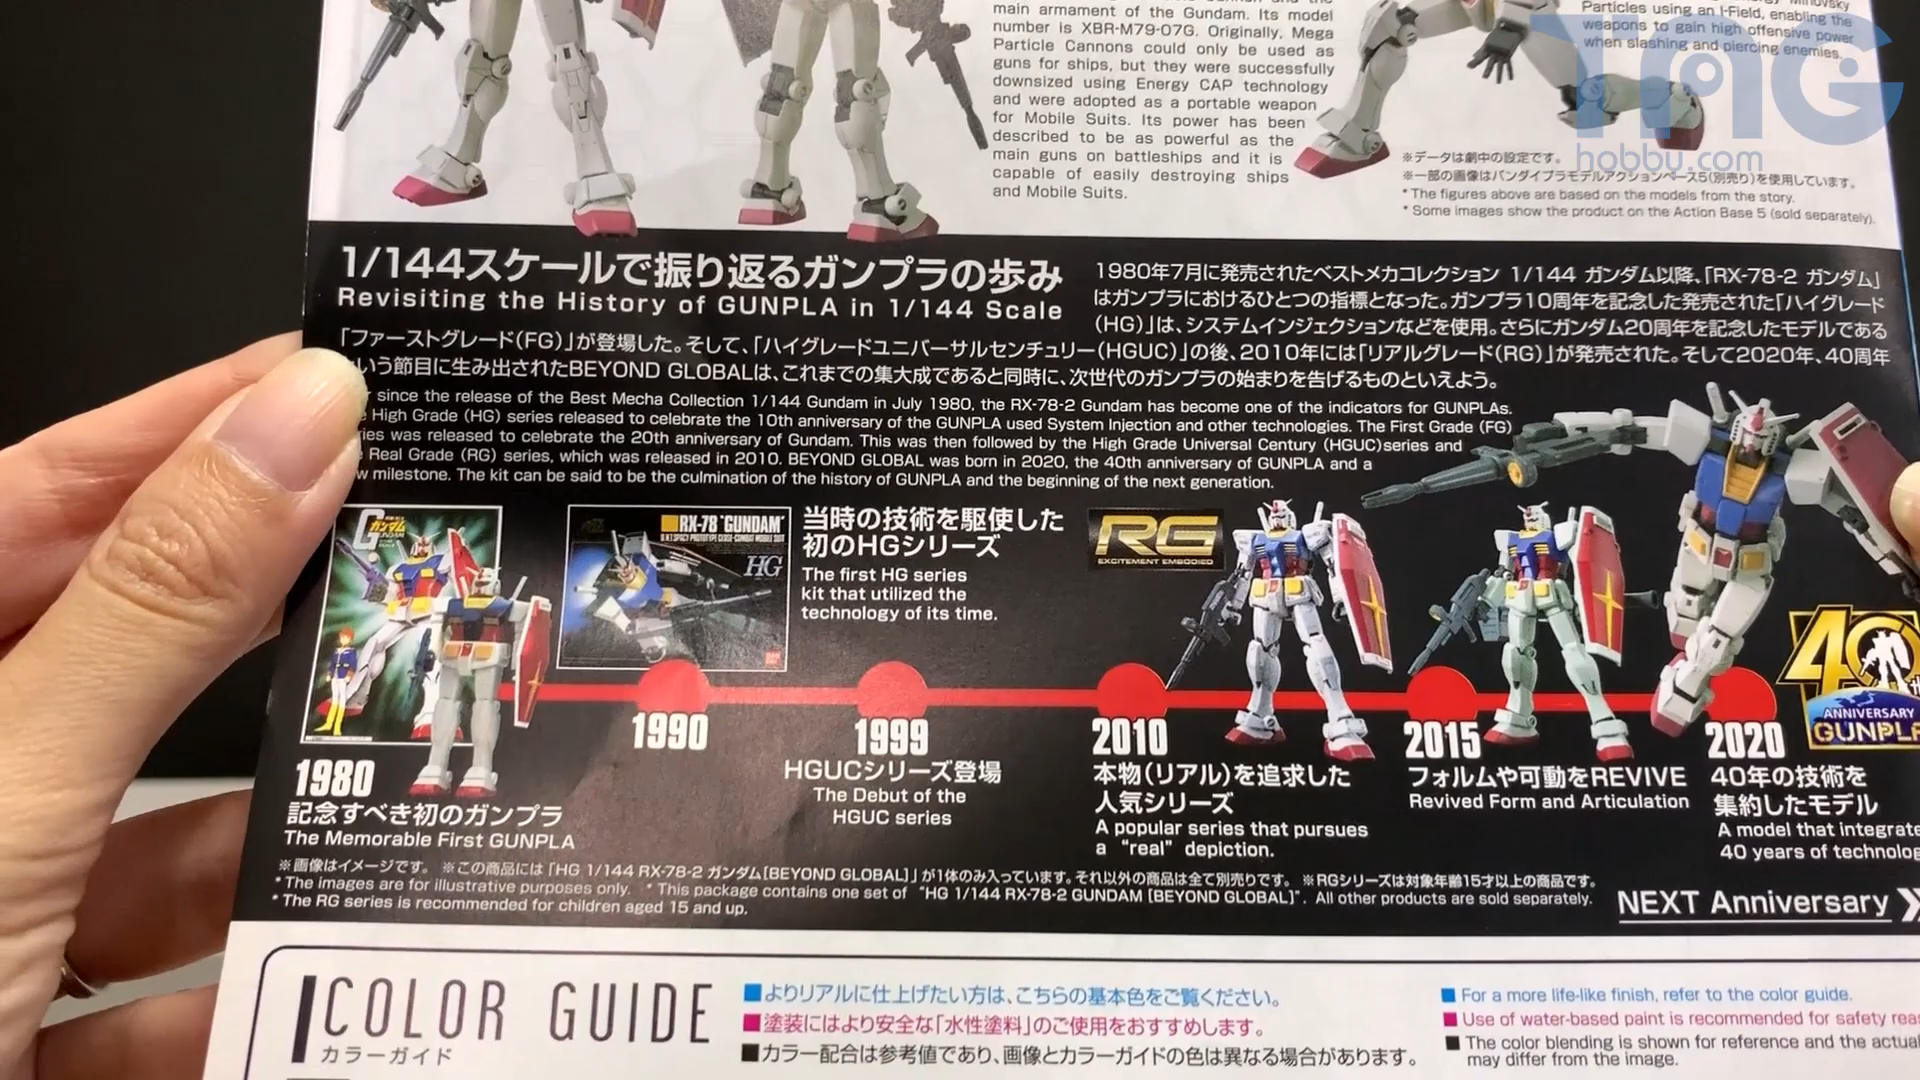 main armament of the Gundam. Its model
number is XBR-M79-07G. Originally, Mega
Particle Cannons could only be used as
guns for ships, but they were successfully
downsized using Energy CAP technology
and were adopted as a portable weapon
for Mobile Suits. Its power has been
described to be as powerful as the
main guns on battleships and it is
capable of easily destroying ships
and Mobile Suits.
Particles using an I-Field, enabling the
weapons to gain high offensive power
when slashing and piercing enemies.
TAG
hobby.com
※データは劇中の設定です。
※一部の画像はバンダイプラモデルアクションベース5(別売り)を使用しています。
* The figures above are based on the models from the story.
* Some images show the product on the Action Base 5 (sold separately).
1/144スケールで振り返るガンプラの歩み
Revisiting the History of GUNPLA in 1/144 Scale
1980年7月に発売されたベストメカコレクション 1/144 ガンダム以降、「RX-78-2 ガンダム」
はガンプラにおけるひとつの指標となった。ガンプラ10周年を記念した発売された「ハイグレード
(HG)」は、システムインジェクションなどを使用。さらにガンダム20周年を記念したモデルである
「ファーストグレード(FG)」が登場した。そして、「ハイグレードユニバーサルセンチュリー(HGUC)」の後、2010年には「リアルグレード(RG)」が発売された。そして2020年、40周年
いう節目に生み出されたBEYOND GLOBALは、これまでの集大成であると同時に、次世代のガンプラの始まりを告げるものといえよう。
since the release of the Best Mecha Collection 1/144 Gundam in July 1980, the RX-78-2 Gundam has become one of the indicators for GUNPLAs.
High Grade (HG) series released to celebrate the 10th anniversary of the GUNPLA used System Injection and other technologies. The First Grade (FG)
ries was released to celebrate the 20th anniversary of Gundam. This was then followed by the High Grade Universal Century (HGUC)series and
Real Grade (RG) series, which was released in 2010. BEYOND GLOBAL was born in 2020, the 40th anniversary of GUNPLA and a
w milestone. The kit can be said to be the culmination of the history of GUNPLA and the beginning of the next generation.
G ガンダム
RX-78 "GUNDAM"
HG
当時の技術を駆使した
初のHGシリーズ
The first HG series
kit that utilized the
technology of its time.
RG
EXCITEMENT EMBODIED
40th
ANNIVERSARY
GUNPLA
1980
記念すべき初のガンプラ
The Memorable First GUNPLA
1990
1999
HGUCシリーズ登場
The Debut of the
HGUC series
2010
本物(リアル)を追求した
人気シリーズ
A popular series that pursues
a "real" depiction.
2015
フォルムや可動をREVIVE
Revived Form and Articulation
2020
40年の技術を
集約したモデル
A model that integrate
40 years of technolog
※画像はイメージです。 ※この商品には「HG 1/144 RX-78-2 ガンダム[BEYOND GLOBAL]」が1体のみ入っています。それ以外の商品は全て別売りです。 ※RGシリーズは対象年齢15才以上の商品です。
* The images are for illustrative purposes only. * This package contains one set of "HG 1/144 RX-78-2 GUNDAM [BEYOND GLOBAL]". All other products are sold separately.
* The RG series is recommended for children aged 15 and up.
NEXT Anniversary
COLOR GUIDE
カラーガイド
■よりリアルに仕上げたい方は、こちらの基本色をご覧ください。
■塗装にはより安全な「水性塗料」のご使用をおすすめします。
■カラー配合は参考値であり、画像とカラーガイドの色は異なる場合があります。
■ For a more life-like finish, refer to the color guide.
■ Use of water-based paint is recommended for safety reas
■ The color blending is shown for reference and the actual
may differ from the image.